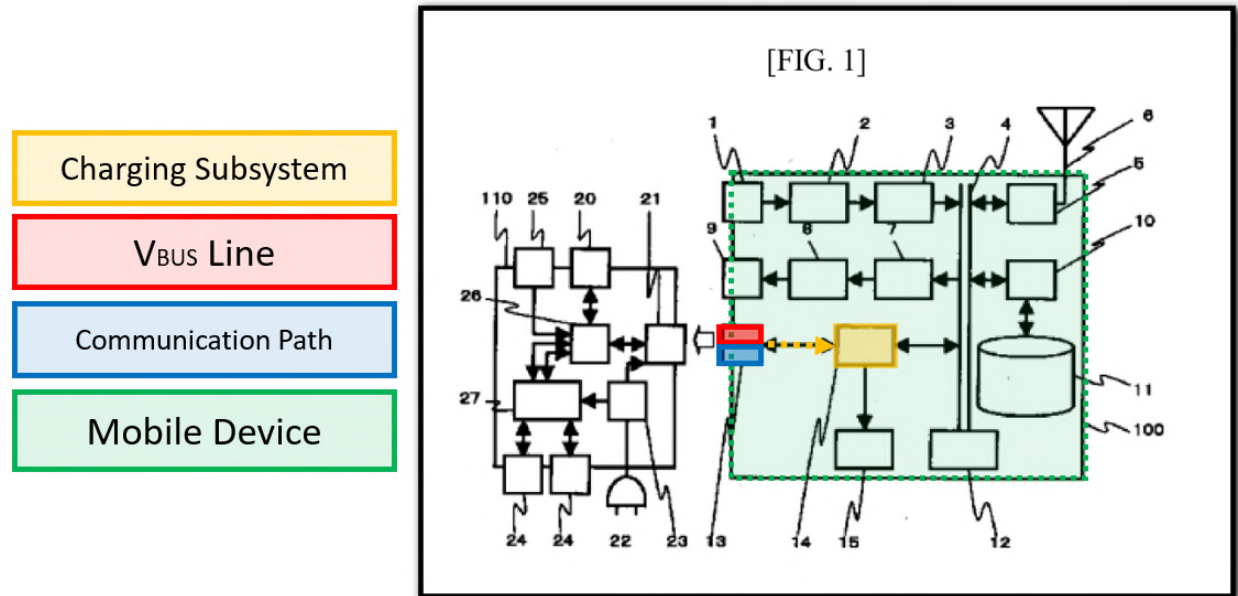 [FIG. 1]
Charging Subsystem
VBUS Line
Communication Path
Mobile Device
1 2 3 4 6
5
110 25 20 21
9 8 7 10
26
11
27
100
24 24 22 23 13 14 15 12